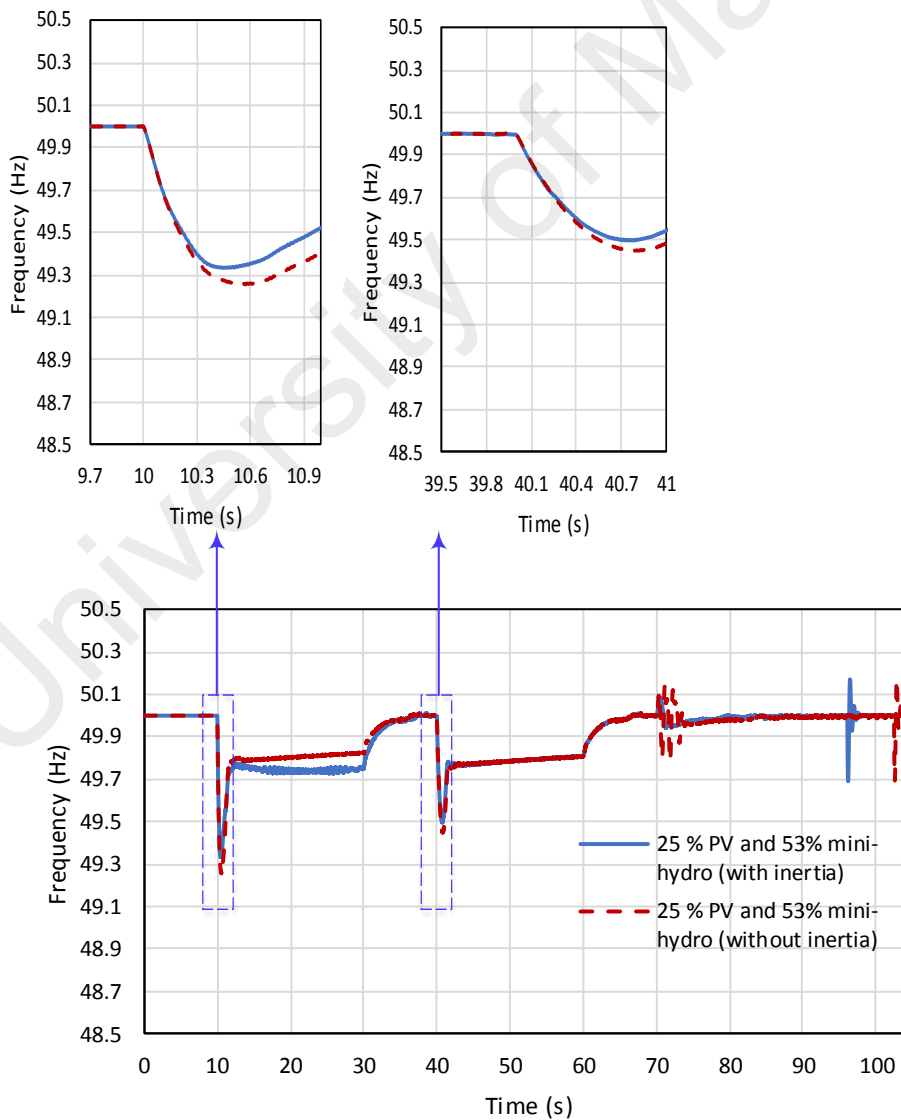 50.5
50.3
50.1
49.9
49.7
49.5
49.3
49.1
48.9
48.7
48.5
Frequency (Hz)
9.7 10 10.3 10.6 10.9
Time (s)
50.5
50.3
50.1
49.9
49.7
49.5
49.3
49.1
48.9
48.7
48.5
Frequency (Hz)
39.5 39.8 40.1 40.4 40.7 41
Time (s)
50.5
50.3
50.1
49.9
49.7
49.5
49.3
49.1
48.9
48.7
48.5
Frequency (Hz)
25 % PV and 53% mini-
hydro (with inertia)
25 % PV and 53% mini-
hydro (without inertia)
0 10 20 30 40 50 60 70 80 90 100
Time (s)
University of Ma